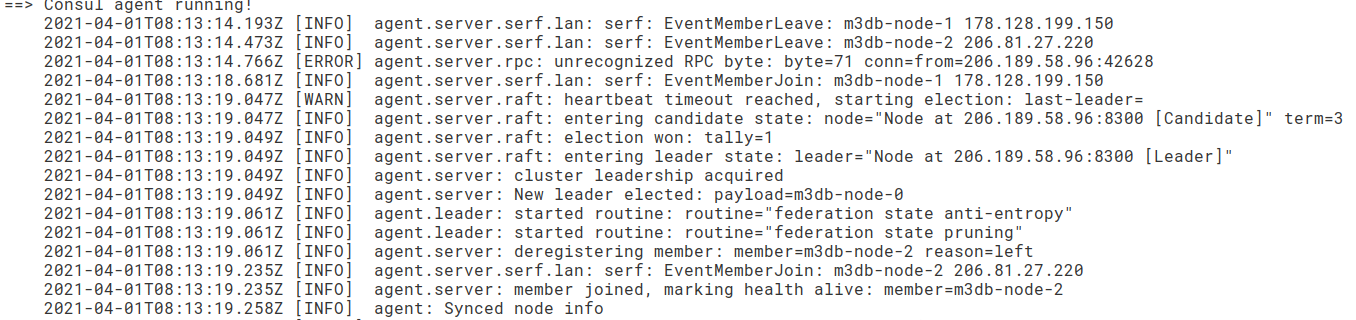 ==> Consul agent running!
2021-04-01T08:13:14.193Z [INFO]  agent.server.serf.lan: serf: EventMemberLeave: m3db-node-1 178.128.199.150
2021-04-01T08:13:14.473Z [INFO]  agent.server.serf.lan: serf: EventMemberLeave: m3db-node-2 206.81.27.220
2021-04-01T08:13:14.766Z [ERROR] agent.server.rpc: unrecognized RPC byte: byte=71 conn=from=206.189.58.96:42628
2021-04-01T08:13:18.681Z [INFO]  agent.server.serf.lan: serf: EventMemberJoin: m3db-node-1 178.128.199.150
2021-04-01T08:13:19.047Z [WARN]  agent.server.raft: heartbeat timeout reached, starting election: last-leader=
2021-04-01T08:13:19.047Z [INFO]  agent.server.raft: entering candidate state: node="Node at 206.189.58.96:8300 [Candidate]" term=3
2021-04-01T08:13:19.049Z [INFO]  agent.server.raft: election won: tally=1
2021-04-01T08:13:19.049Z [INFO]  agent.server.raft: entering leader state: leader="Node at 206.189.58.96:8300 [Leader]"
2021-04-01T08:13:19.049Z [INFO]  agent.server: cluster leadership acquired
2021-04-01T08:13:19.049Z [INFO]  agent.server: New leader elected: payload=m3db-node-0
2021-04-01T08:13:19.061Z [INFO]  agent.leader: started routine: routine="federation state anti-entropy"
2021-04-01T08:13:19.061Z [INFO]  agent.leader: started routine: routine="federation state pruning"
2021-04-01T08:13:19.061Z [INFO]  agent.server: deregistering member: member=m3db-node-2 reason=left
2021-04-01T08:13:19.235Z [INFO]  agent.server.serf.lan: serf: EventMemberJoin: m3db-node-2 206.81.27.220
2021-04-01T08:13:19.235Z [INFO]  agent.server: member joined, marking health alive: member=m3db-node-2
2021-04-01T08:13:19.258Z [INFO]  agent: Synced node info